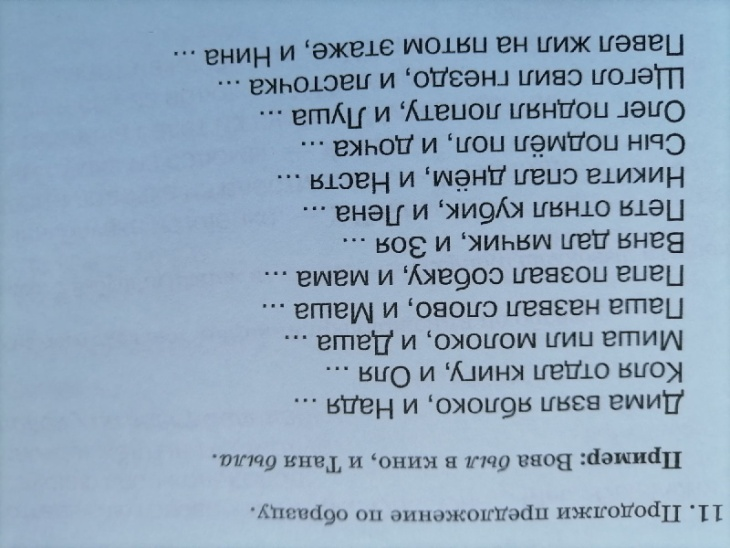 11. Продолжи предложение по образцу.
Пример: Вова был в кино, и Таня была.
Дима взял яблоко, и Надя ...
Коля отдал книгу, и Оля ...
Миша пил молоко, и Даша ...
Паша назвал слово, и Маша ...
Папа позвал собаку, и мама ...
Ваня дал мячик, и Зоя ...
Петя отнял кубик, и Лена ...
Никита спал днём, и Настя ...
Сын подмёл пол, и дочка ...
Олег поднял лопату, и Луша ...
Щегол свил гнездо, и ласточка ...
Павел жил на пятом этаже, и Нина ...